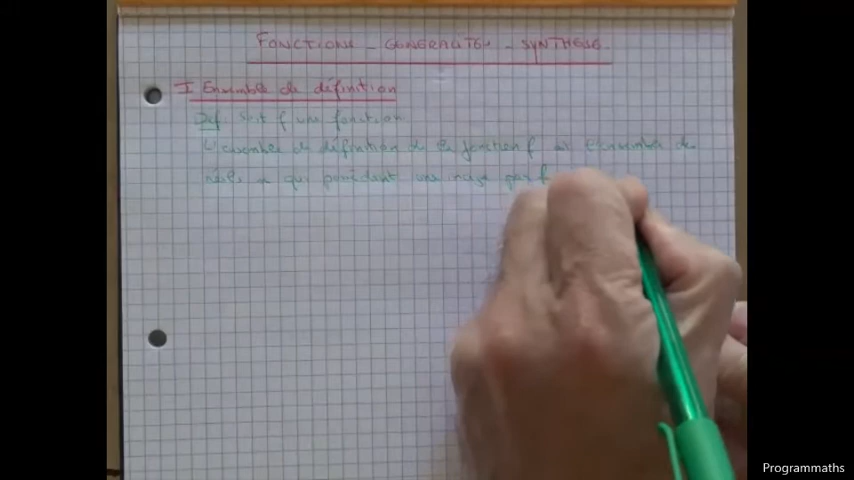 FONCTIONS - GENERALITES - SYNTHESE
I Ensemble de définition
Def: Soit f une fonction
L'ensemble de définition de la fonction f est l'ensemble des
réels x qui possèdent une image par f
Programmaths